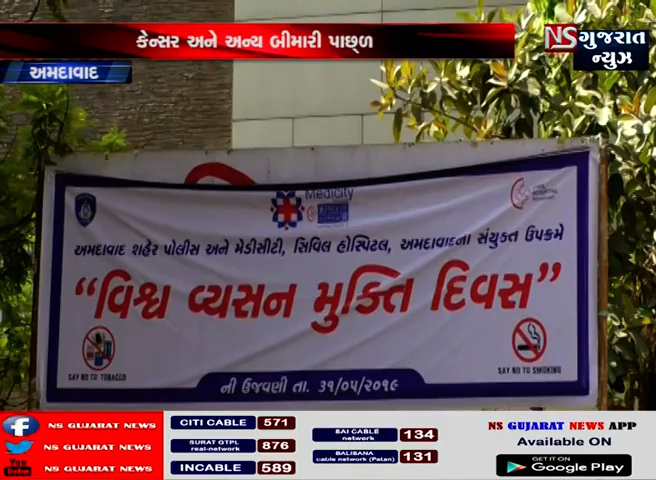 કેન્સર અને અન્ય બીમારી પાછળ
NS ગુજરાત
ન્યુઝ
અમદાવાદ
Medicity
અમદાવાદ શહેર પોલીસ અને મેડીસીટી, સિવિલ હોસ્પિટલ, અમદાવાદના સંયુક્ત ઉપક્રમે
“વિશ્વ વ્યસન મુક્તિ દિવસ”
SAY NO TO TOBACCO
SAY NO TO SMOKING
ની ઉજવણી તા. ૩૧/૦૫/૨૦૧૯
NS GUJARAT NEWS
NS GUJARAT NEWS
You Tube NS GUJARAT NEWS
CITI CABLE 571
SURAT GTPL
real-network 876
INCABLE 589
SAI CABLE
network 134
BALISANA
cable network (Patan) 131
NS GUJARAT NEWS APP
Available ON
GET IT ON
Google Play